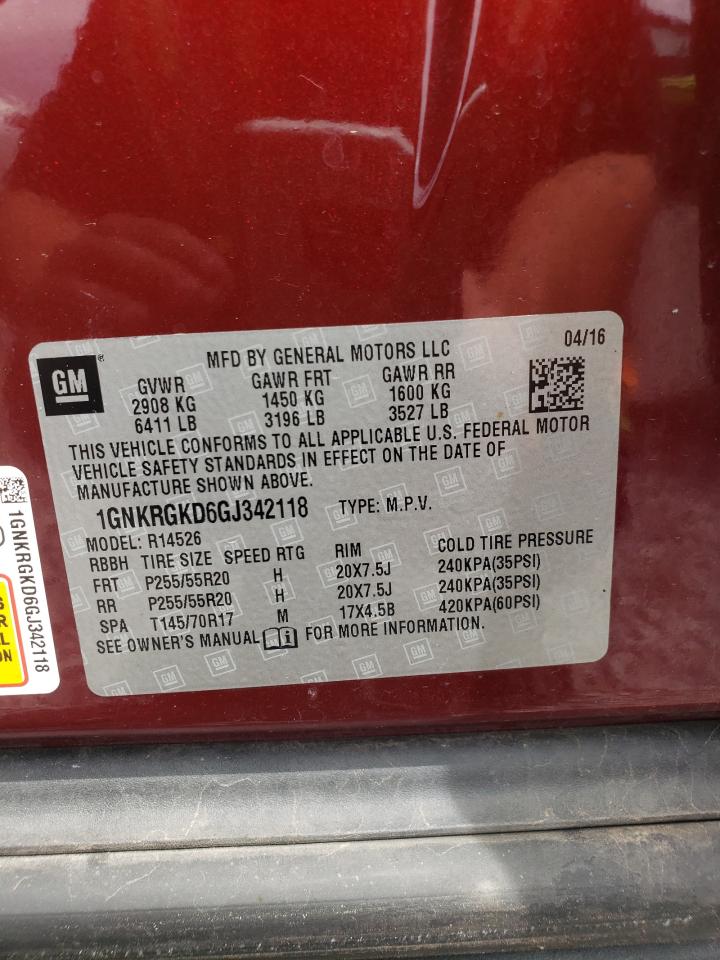 GM
MFD BY GENERAL MOTORS LLC
04/16
GVWR GAWR FRT GAWR RR
2908 KG 1450 KG 1600 KG
6411 LB 3196 LB 3527 LB
THIS VEHICLE CONFORMS TO ALL APPLICABLE U.S. FEDERAL MOTOR
VEHICLE SAFETY STANDARDS IN EFFECT ON THE DATE OF
MANUFACTURE SHOWN ABOVE.
1GNKRGKD6GJ342118 TYPE: M.P.V.
MODEL: R14526
RBBH TIRE SIZE SPEED RTG RIM COLD TIRE PRESSURE
FRT P255/55R20 H 20X7.5J 240KPA(35PSI)
RR P255/55R20 H 20X7.5J 240KPA(35PSI)
SPA T145/70R17 M 17X4.5B 420KPA(60PSI)
SEE OWNER'S MANUAL i FOR MORE INFORMATION.
1GNKRGKD6GJ342118